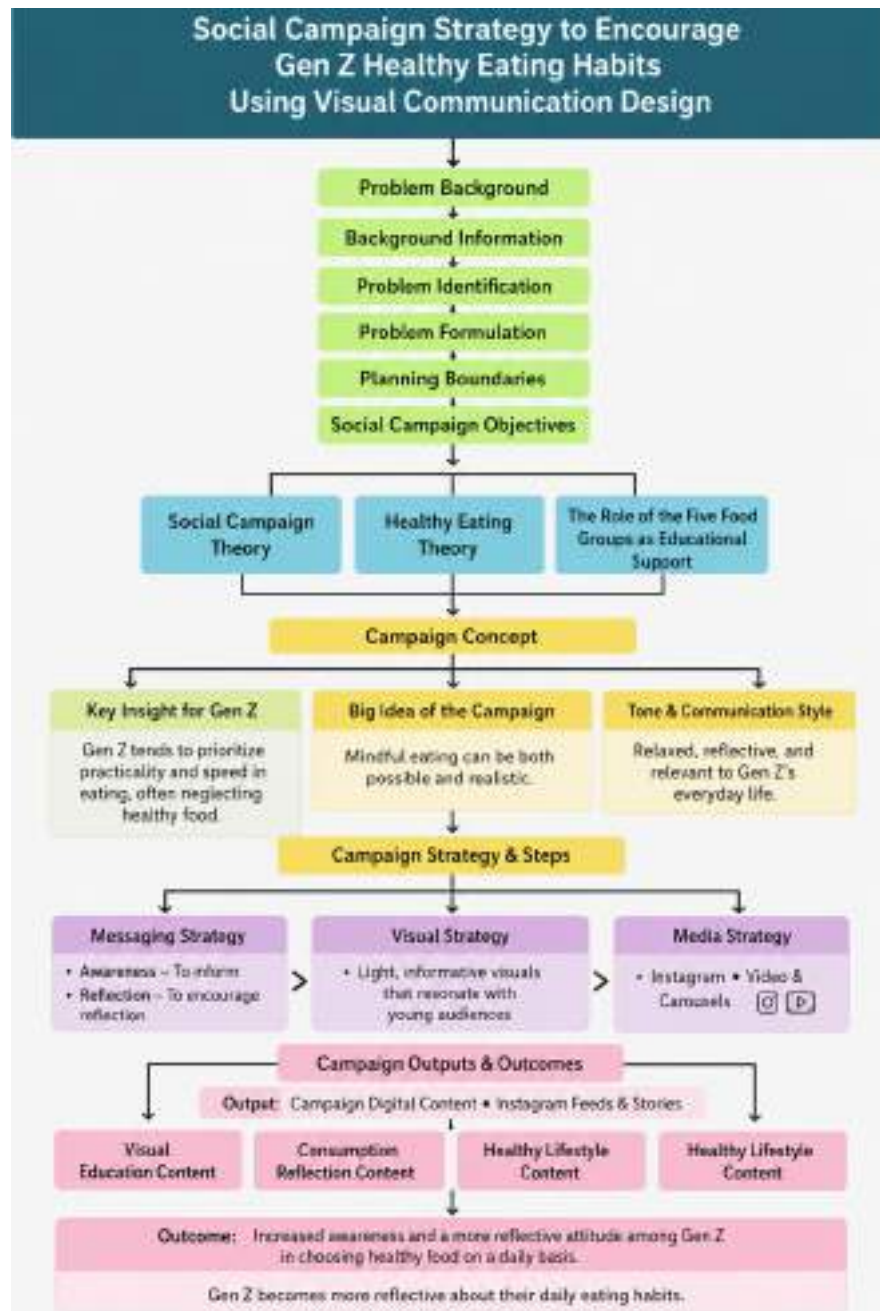 Social Campaign Strategy to Encourage
Gen Z Healthy Eating Habits
Using Visual Communication Design
Problem Background
Background Information
Problem Identification
Problem Formulation
Planning Boundaries
Social Campaign Objectives
Social Campaign
Theory
Healthy Eating
Theory
The Role of the Five Food
Groups as Educational
Support
Campaign Concept
Key Insight for Gen Z
Gen Z tends to prioritize
practicality and speed in
eating, often neglecting
healthy food.
Big Idea of the Campaign
Mindful eating can be both
possible and realistic.
Tone & Communication Style
Relaxed, reflective, and
relevant to Gen Z's
everyday life.
Campaign Strategy & Steps
Messaging Strategy
• Awareness – To inform
• Reflection – To encourage
reflection
>
Visual Strategy
• Light, informative visuals
that resonate with
young audiences
>
Media Strategy
• Instagram • Video &
Carousels
Campaign Outputs & Outcomes
Output: Campaign Digital Content • Instagram Feeds & Stories
Visual
Education Content
Consumption
Reflection Content
Healthy Lifestyle
Content
Healthy Lifestyle
Content
Outcome: Increased awareness and a more reflective attitude among Gen Z
in choosing healthy food on a daily basis.
Gen Z becomes more reflective about their daily eating habits.